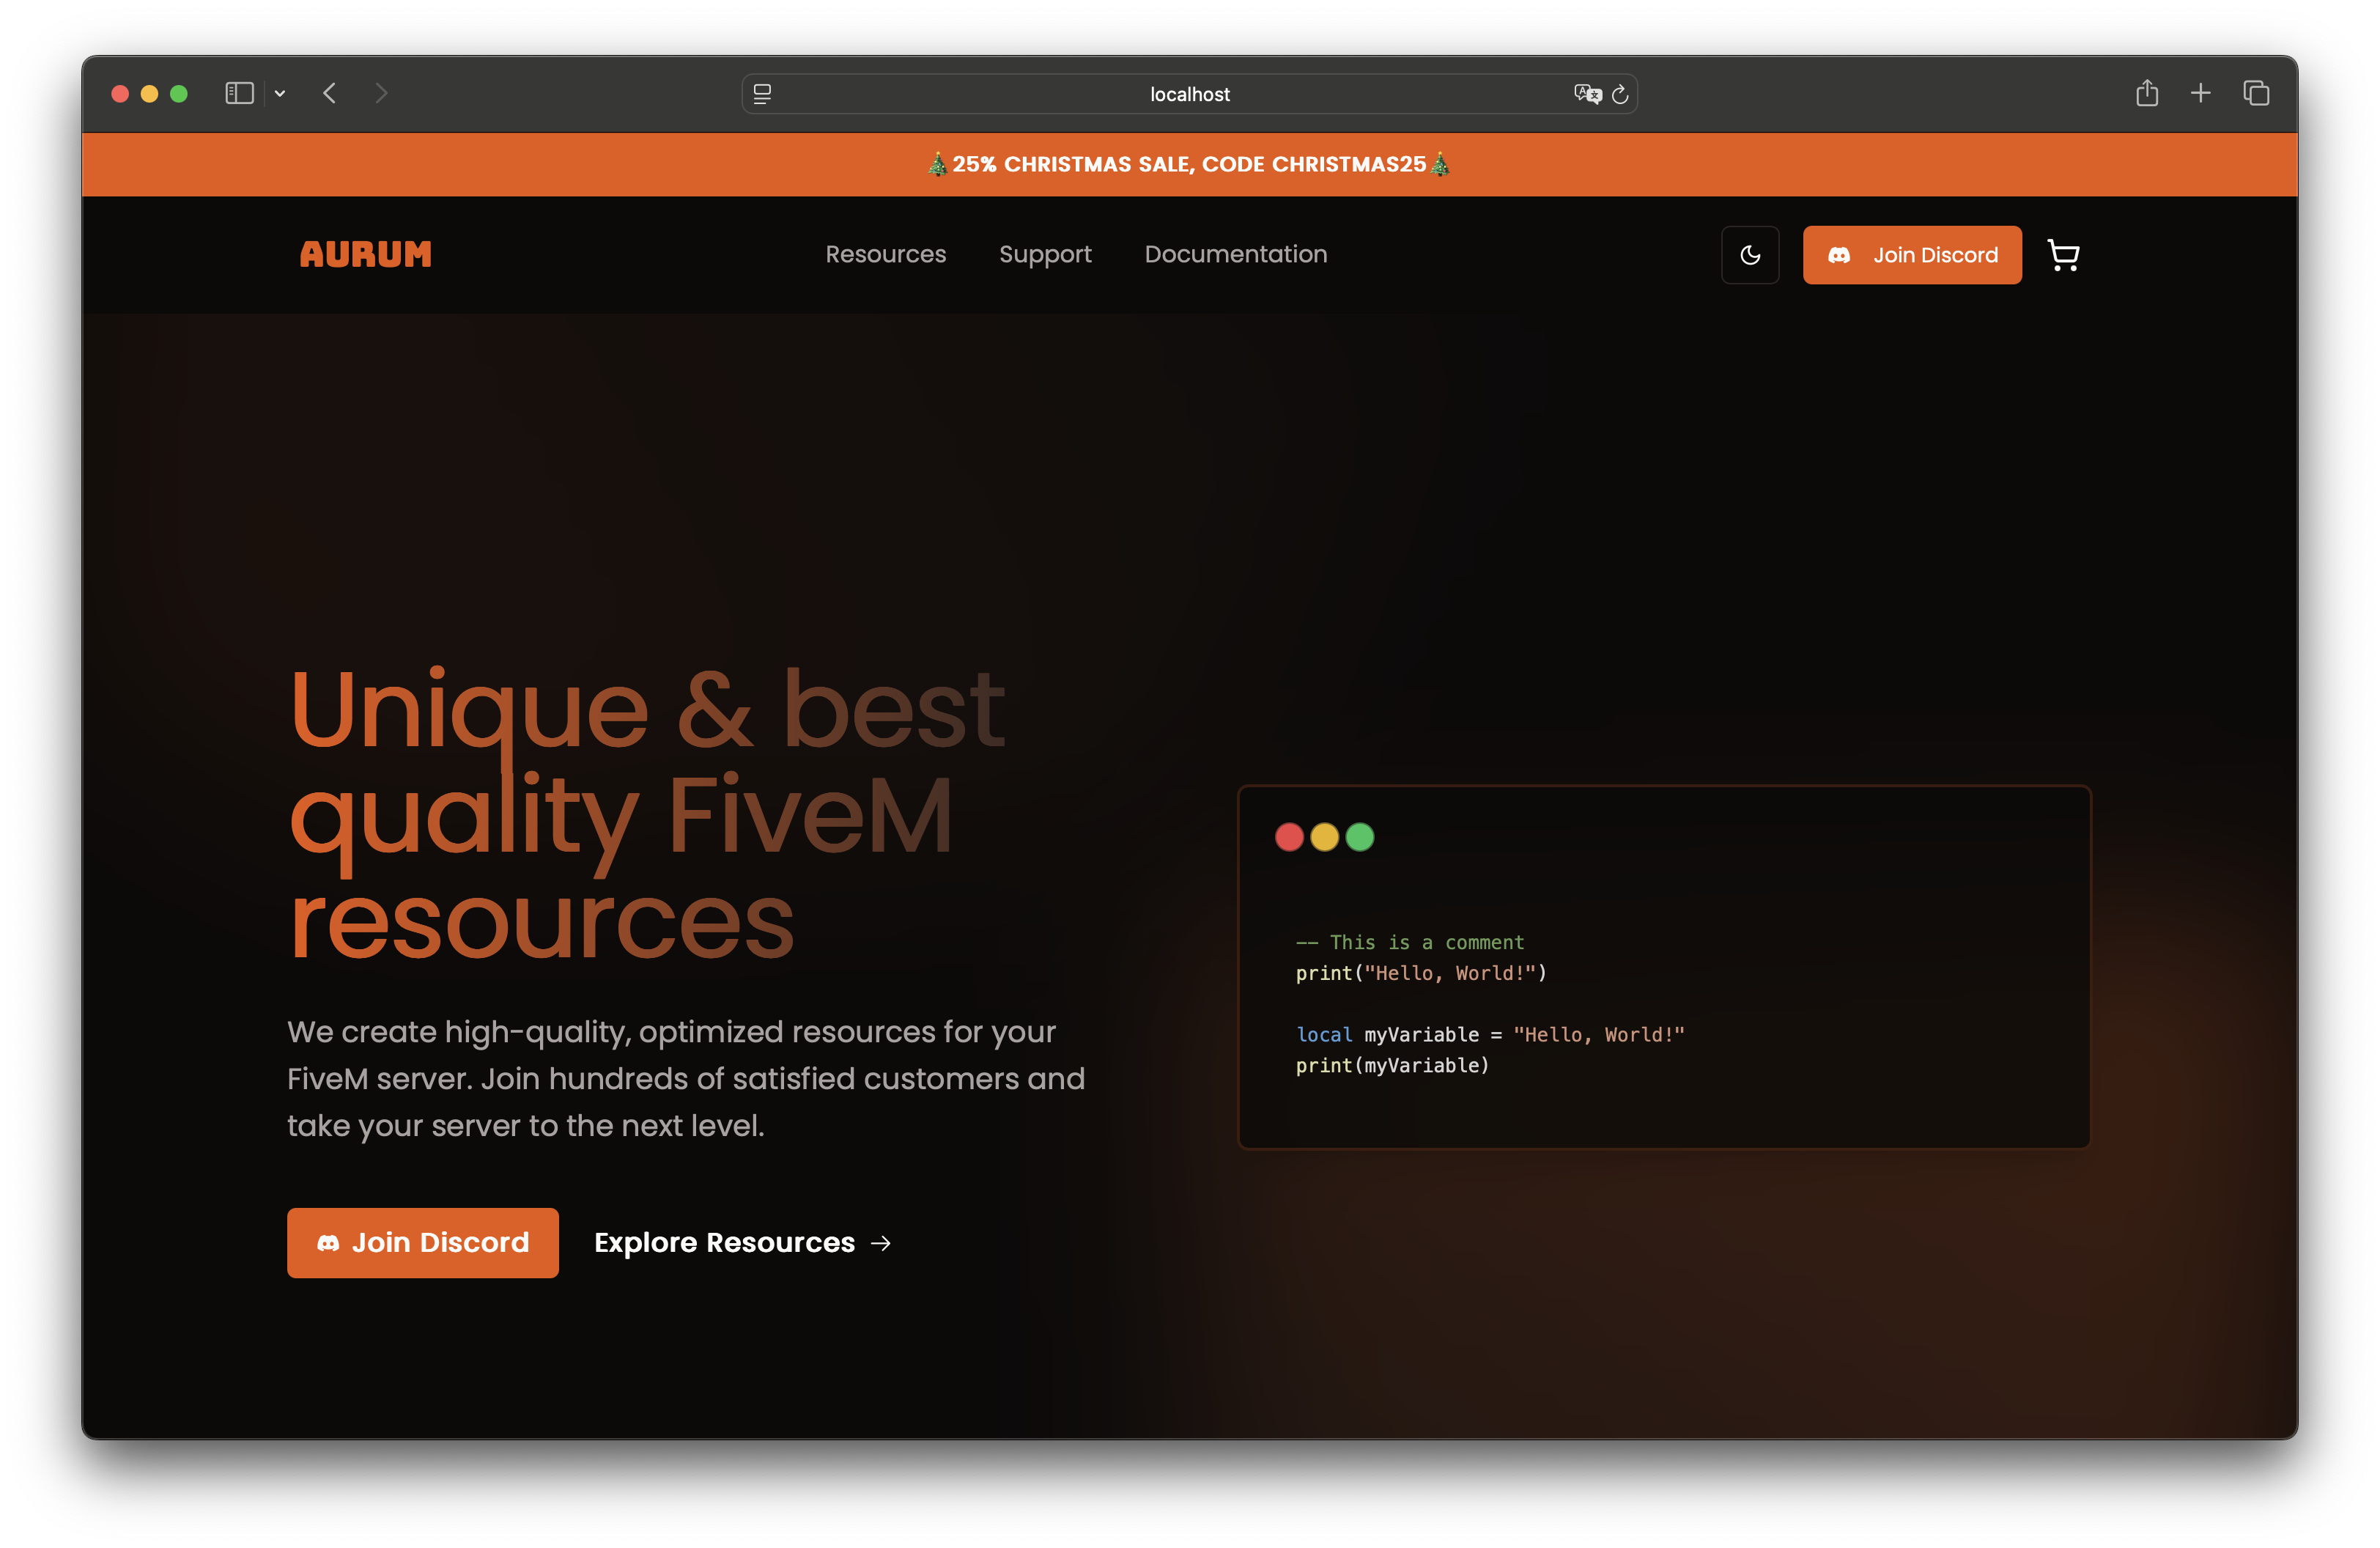 localhost
🎄25% CHRISTMAS SALE, CODE CHRISTMAS25🎄
AURUM
Resources
Support
Documentation
Join Discord
Unique & best
quality FiveM
resources
We create high-quality, optimized resources for your
FiveM server. Join hundreds of satisfied customers and
take your server to the next level.
Join Discord
Explore Resources →
-- This is a comment
print("Hello, World!")
local myVariable = "Hello, World!"
print(myVariable)